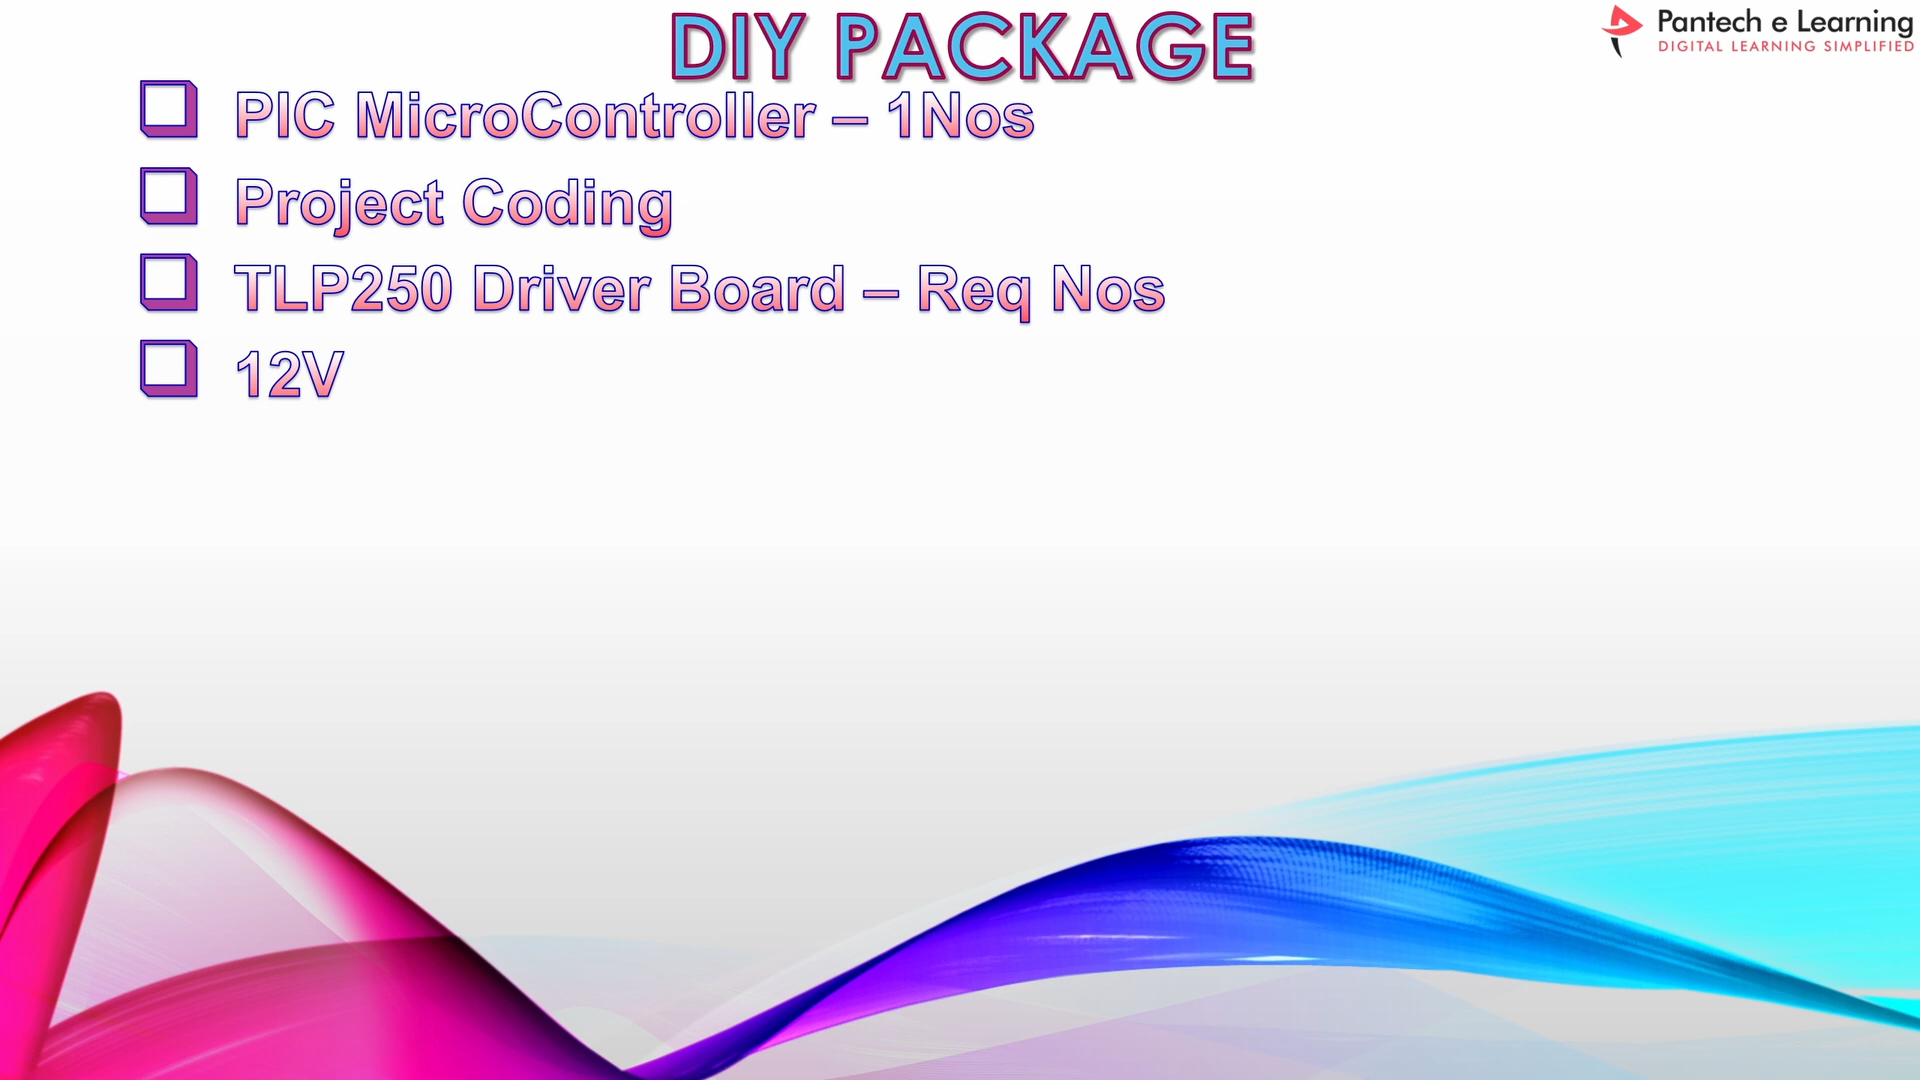 DIY PACKAGE
Pantech e Learning
DIGITAL LEARNING SIMPLIFIED
PIC MicroController – 1Nos
Project Coding
TLP250 Driver Board – Req Nos
12V